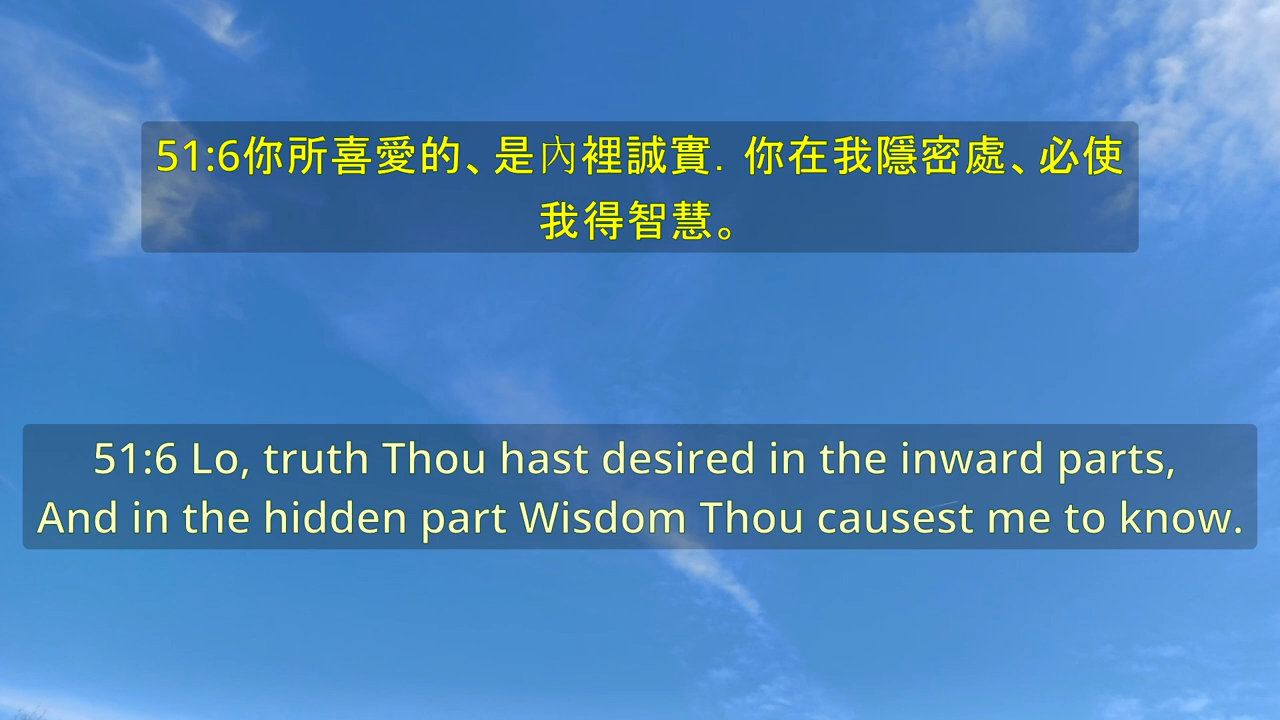 51:6你所喜愛的、是內裡誠實．你在我隱密處、必使
我得智慧。
51:6 Lo, truth Thou hast desired in the inward parts,
And in the hidden part Wisdom Thou causest me to know.